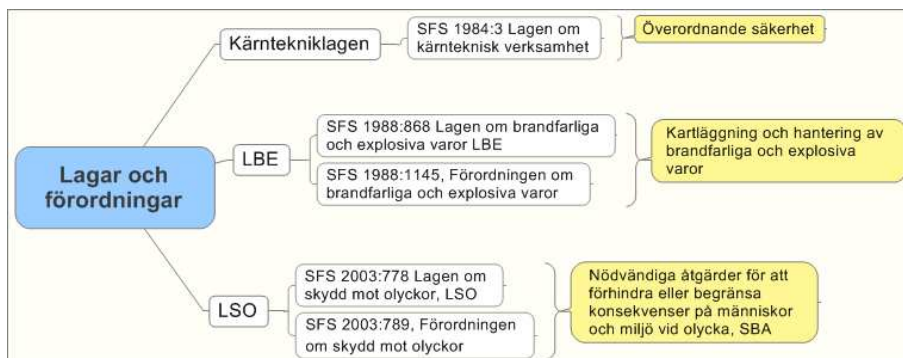 Lagar och
förordningar
Kärntekniklagen
SFS 1984:3 Lagen om
kärnteknisk verksamhet
Överordnande säkerhet
LBE
SFS 1988:868 Lagen om brandfarliga
och explosiva varor LBE
SFS 1988:1145, Förordningen om
brandfarliga och explosiva varor
Kartläggning och hantering av
brandfarliga och explosiva
varor
LSO
SFS 2003:778 Lagen om
skydd mot olyckor, LSO
SFS 2003:789, Förordningen
om skydd mot olyckor
Nödvändiga åtgärder för att
förhindra eller begränsa
konsekvenser på människor
och miljö vid olycka, SBA